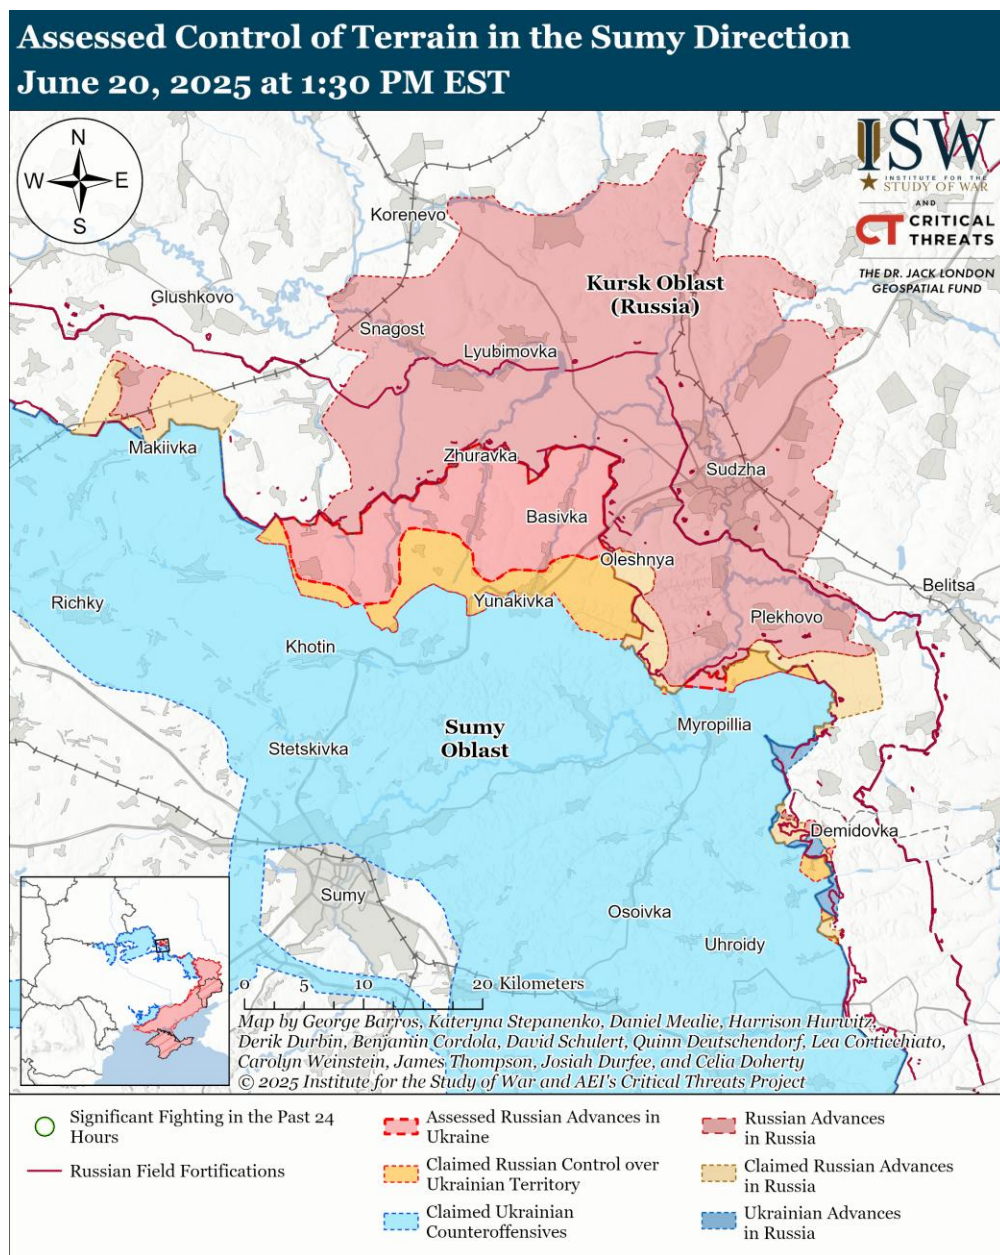 Assessed Control of Terrain in the Sumy Direction
June 20, 2025 at 1:30 PM EST
N
W
E
S
ISW
INSTITUTE FOR THE
STUDY OF WAR
AND
CT CRITICAL
THREATS
THE DR. JACK LONDON
GEOSPATIAL FUND
Korenevo
Kursk Oblast
(Russia)
Glushkovo
Snagost
Lyubimovka
Makiivka
Zhuravka
Sudzha
Basivka
Oleshnya
Belitsa
Richky
Yunakivka
Plekhovo
Khotin
Myropillia
Sumy
Oblast
Stetskivka
Demidovka
Sumy
Osoivka
Uhroidy
0 5 10 20 Kilometers
Map by George Barros, Kateryna Stepanenko, Daniel Mealie, Harrison Hurwitz,
Derik Durbin, Benjamin Cordola, David Schulert, Quinn Deutschendorf, Lea Corticchiato,
Carolyn Weinstein, James Thompson, Josiah Durfee, and Celia Doherty
© 2025 Institute for the Study of War and AEI's Critical Threats Project
Significant Fighting in the Past 24
Hours
Russian Field Fortifications
Assessed Russian Advances in
Ukraine
Claimed Russian Control over
Ukrainian Territory
Claimed Ukrainian
Counteroffensives
Russian Advances
in Russia
Claimed Russian Advances
in Russia
Ukrainian Advances
in Russia